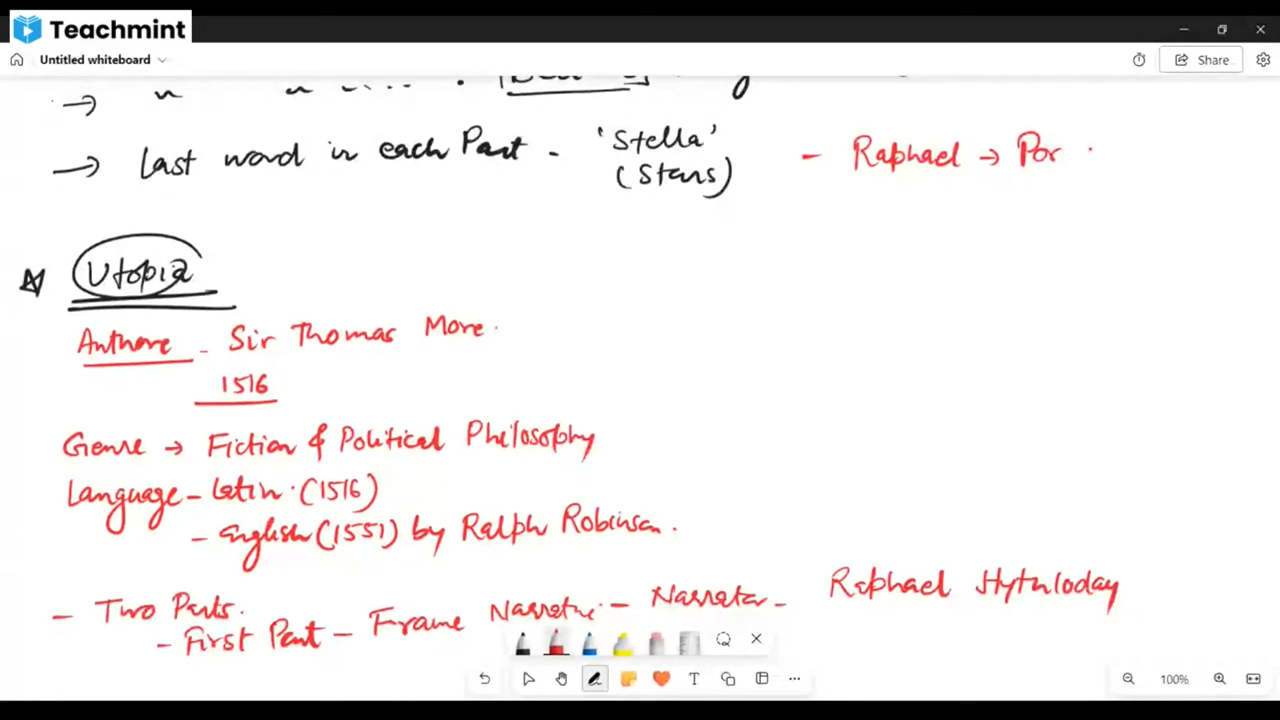 Teachmint
Untitled whiteboard
Share
→ Last word in each Part - 'Stella'
(Stars)
- Raphael → Por
Utopia
Authore - Sir Thomas More.
1516
Genre → Fiction & Political Philosophy
Language - Latin. (1516)
- English (1551) by Ralph Robinson.
- Two Parts.
- First Part - Frame Narrative - Narrator - Raphael Hythloday
100%